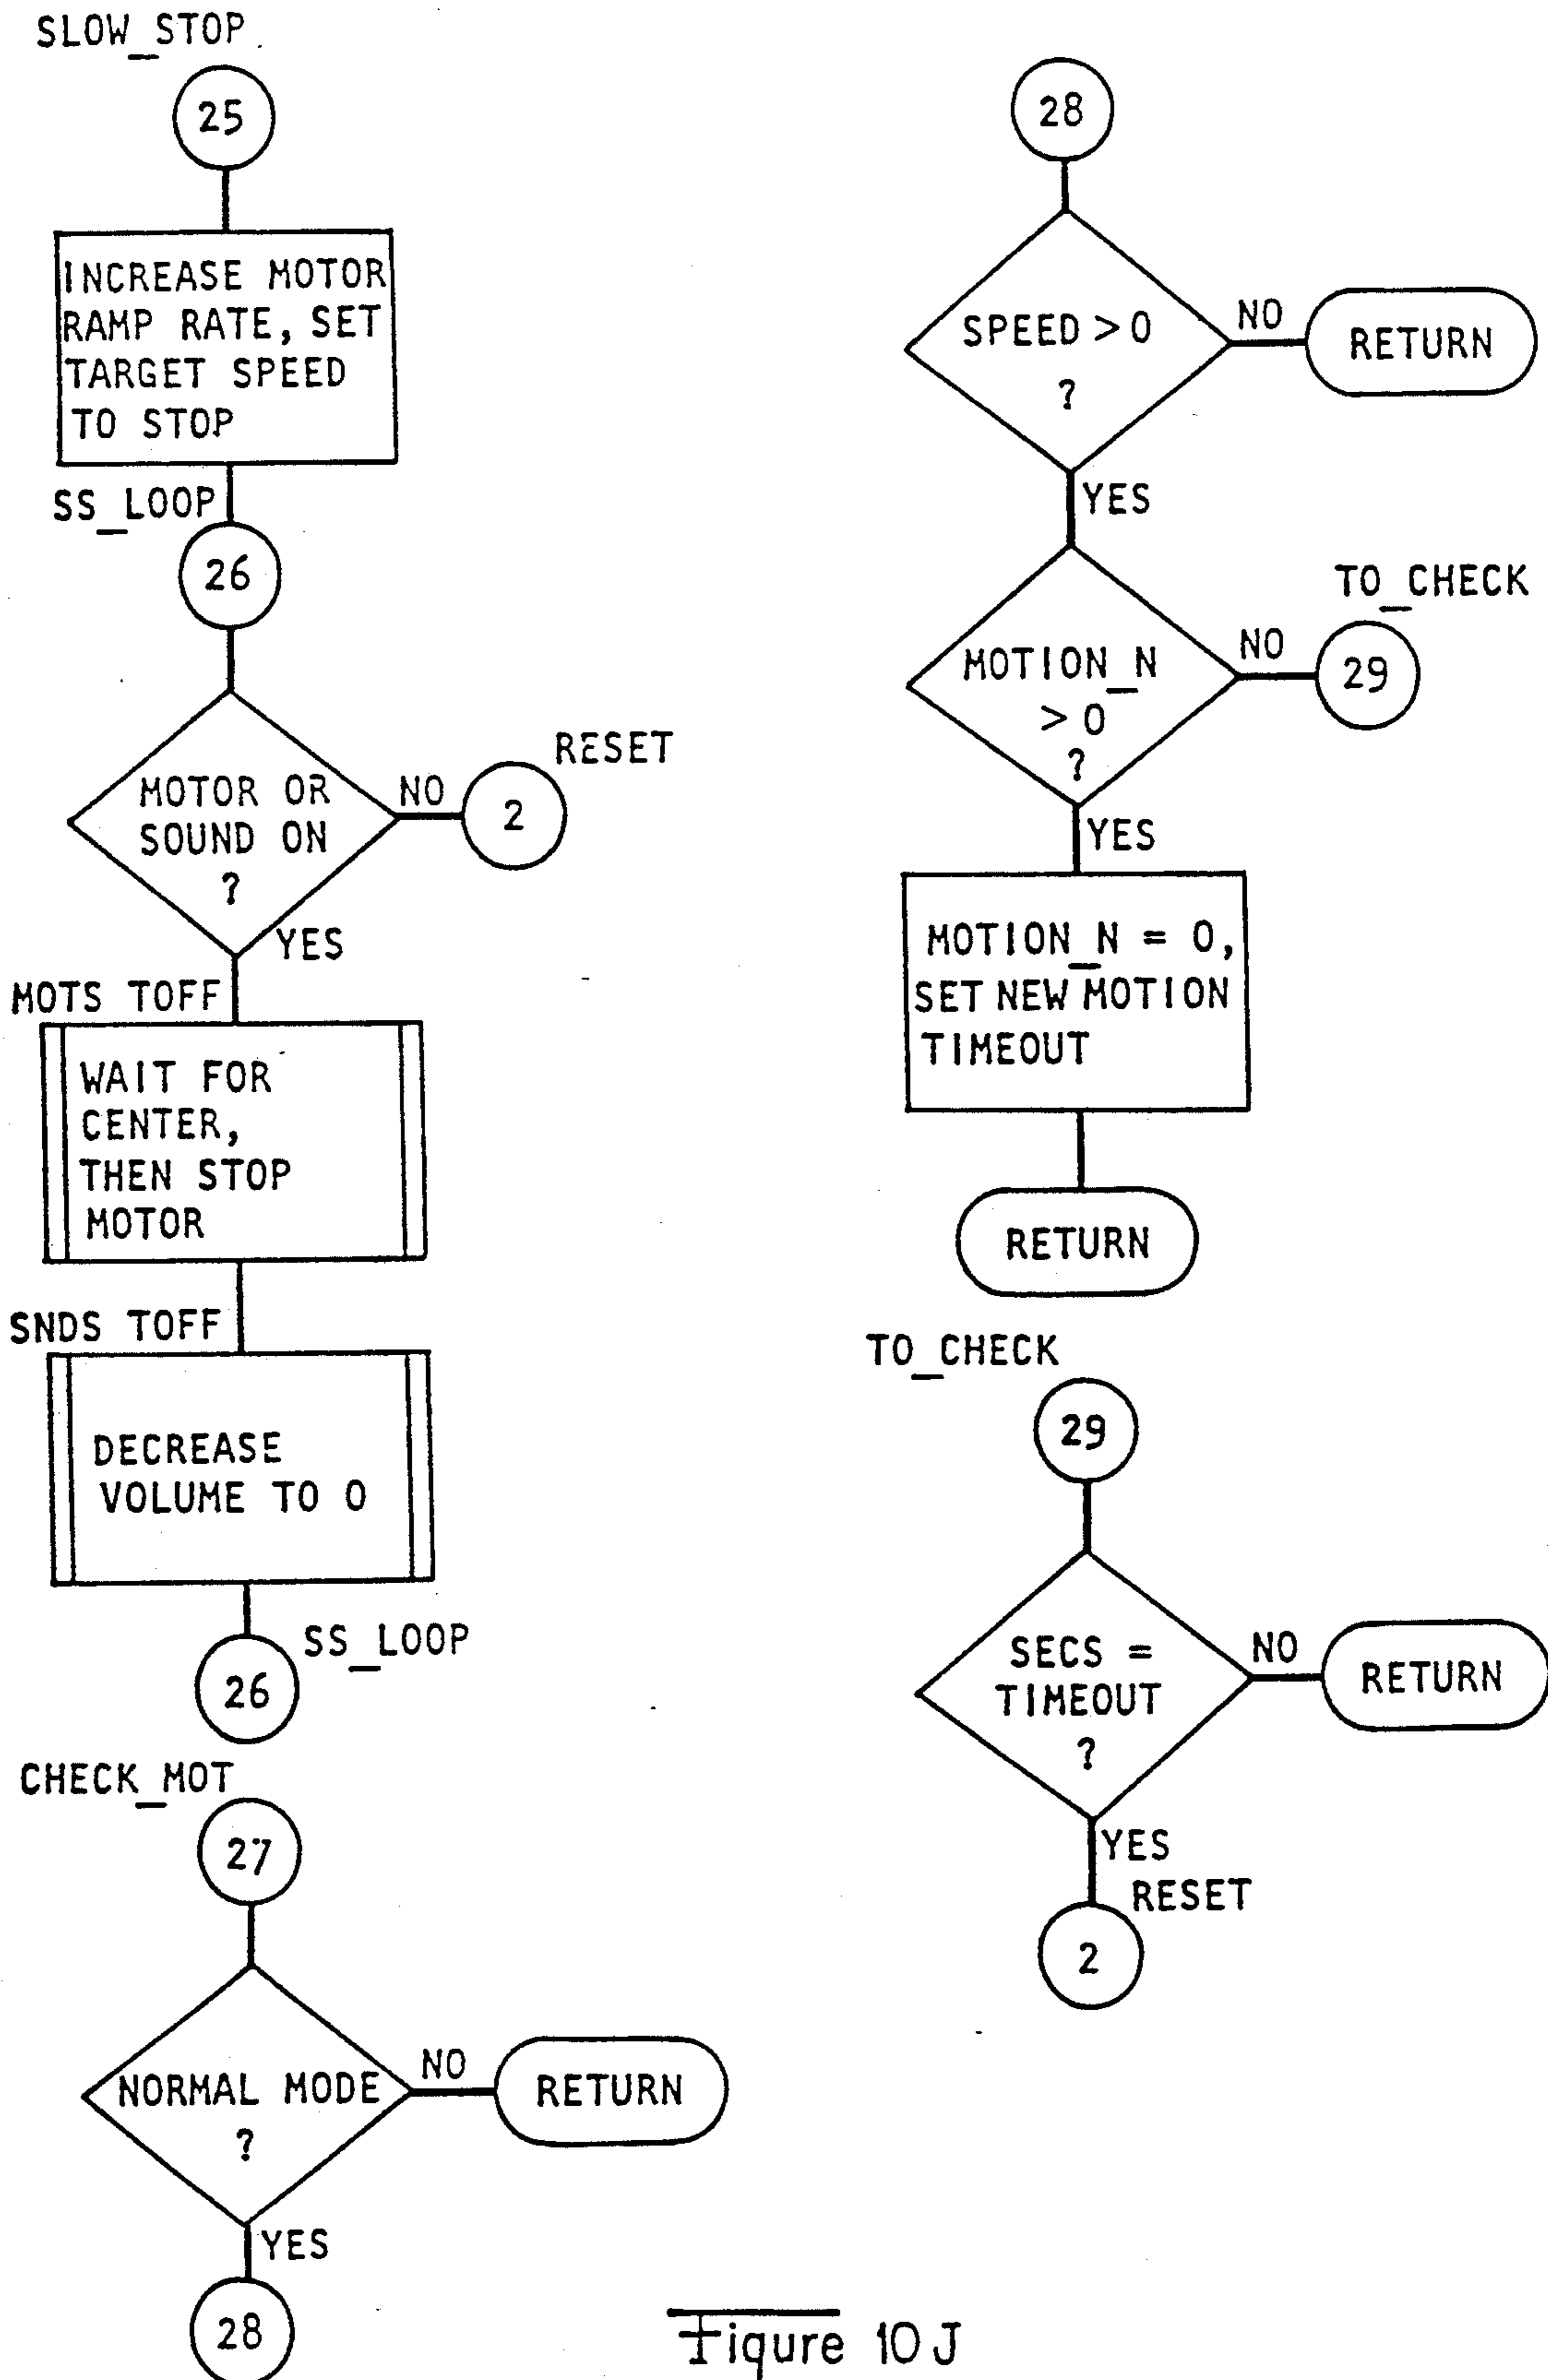 SLOW_STOP
25
INCREASE MOTOR
RAMP RATE, SET
TARGET SPEED
TO STOP
SS_LOOP
26
MOTOR OR
SOUND ON
?
NO
RESET
2
YES
MOTS TOFF
WAIT FOR
CENTER,
THEN STOP
MOTOR
SNDS TOFF
DECREASE
VOLUME TO 0
SS_LOOP
26
CHECK_MOT
27
NORMAL MODE
?
NO
RETURN
YES
28
28
SPEED > 0
?
NO
RETURN
YES
MOTION_N
> 0
?
NO
TO_CHECK
29
YES
MOTION_N = 0,
SET NEW MOTION
TIMEOUT
RETURN
TO_CHECK
29
SECS =
TIMEOUT
?
NO
RETURN
YES
RESET
2
Figure 10J